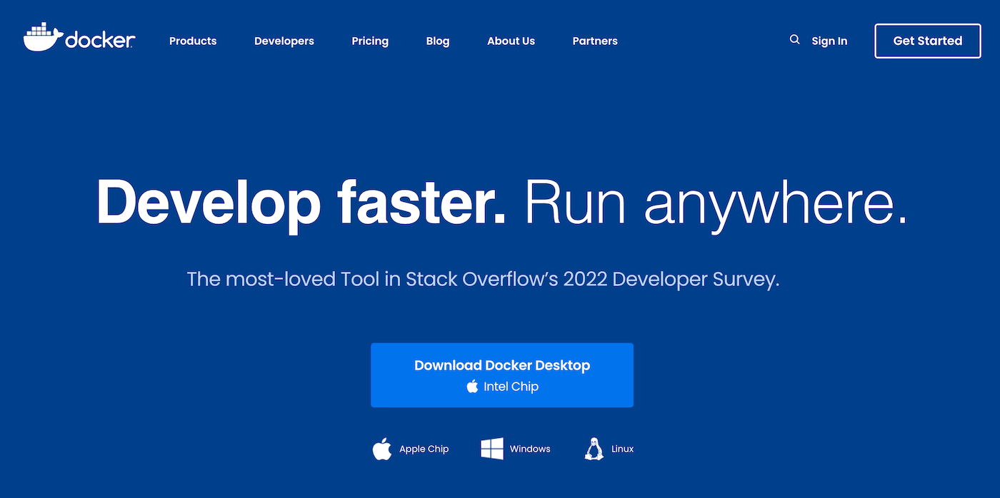 docker
Products Developers Pricing Blog About Us Partners Sign In Get Started
Develop faster. Run anywhere.
The most-loved Tool in Stack Overflow’s 2022 Developer Survey.
Download Docker Desktop
Intel Chip
Apple Chip Windows Linux